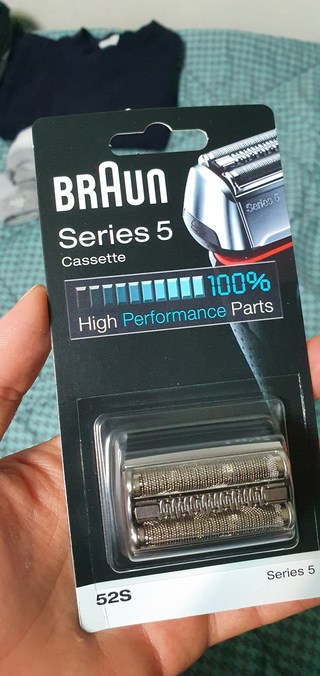 BRAUN
Series 5
Series 5
Cassette
100%
High Performance Parts
Series 5
52S